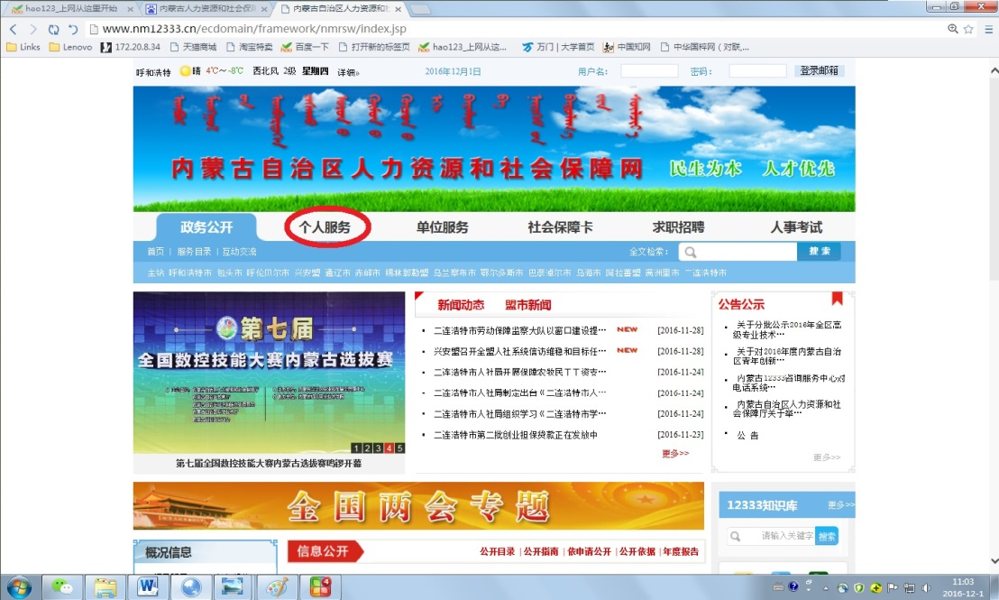 hao123_上网从这里开始
内蒙古人力资源和社会保
内蒙古自治区人力资源和社
www.nm12333.cn/ecdomain/framework/nmrsw/index.jsp
Links Lenovo 172.20.8.34 天猫商城 淘宝特卖 百度一下 打开新的标签页 hao123_上网从这... 万门 | 大学首页 中国知网 中华国粹网（对联,...
呼和浩特 晴 4℃～-8℃ 西北风 2级 星期四 详细»
2016年12月1日
用户名： 密码： 登录邮箱
内蒙古自治区人力资源和社会保障网
民生为本 人才优先
政务公开 个人服务 单位服务 社会保障卡 求职招聘 人事考试
首页 | 服务目录 | 互动交流
全文检索： 搜索
主站 呼和浩特市 包头市 呼伦贝尔市 兴安盟 通辽市 赤峰市 锡林郭勒盟 乌兰察布市 鄂尔多斯市 巴彦淖尔市 乌海市 阿拉善盟 满洲里市 二连浩特市
第七届
全国数控技能大赛内蒙古选拔赛
1 2 3 4 5
第七届全国数控技能大赛内蒙古选拔赛鸣锣开幕
新闻动态 盟市新闻
二连浩特市劳动保障监察大队以窗口建设提… NEW [2016-11-28]
兴安盟召开全盟人社系统信访维稳和目标任… NEW [2016-11-28]
二连浩特市人社局开展保障农牧民工工资支… [2016-11-24]
二连浩特市人社局制定出台《二连浩特市人… [2016-11-24]
二连浩特市人社局组织学习《二连浩特市学… [2016-11-24]
二连浩特市第二批创业担保贷款正在发放中 [2016-11-23]
更多>>
公告公示
关于分批公示2016年全区高
级专业技术…
关于对2016年度内蒙古自治
区青年创新…
内蒙古12333咨询服务中心对
电话系统…
内蒙古自治区人力资源和社
会保障厅关于举…
公 告
更多>>
全国两会专题
12333知识库 更多>>
请输入关键字 搜索
概况信息
信息公开
公开目录 | 公开指南 | 依申请公开 | 公开依据 | 年度报告
11:03
2016-12-1